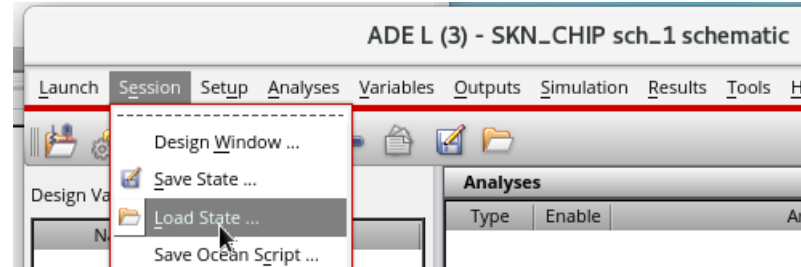 ADE L (3) - SKN_CHIP sch_1 schematic
Launch Session Setup Analyses Variables Outputs Simulation Results Tools
Design Window ...
Save State ...
Load State ...
Save Ocean Script ...
Design Va
Analyses
Type Enable